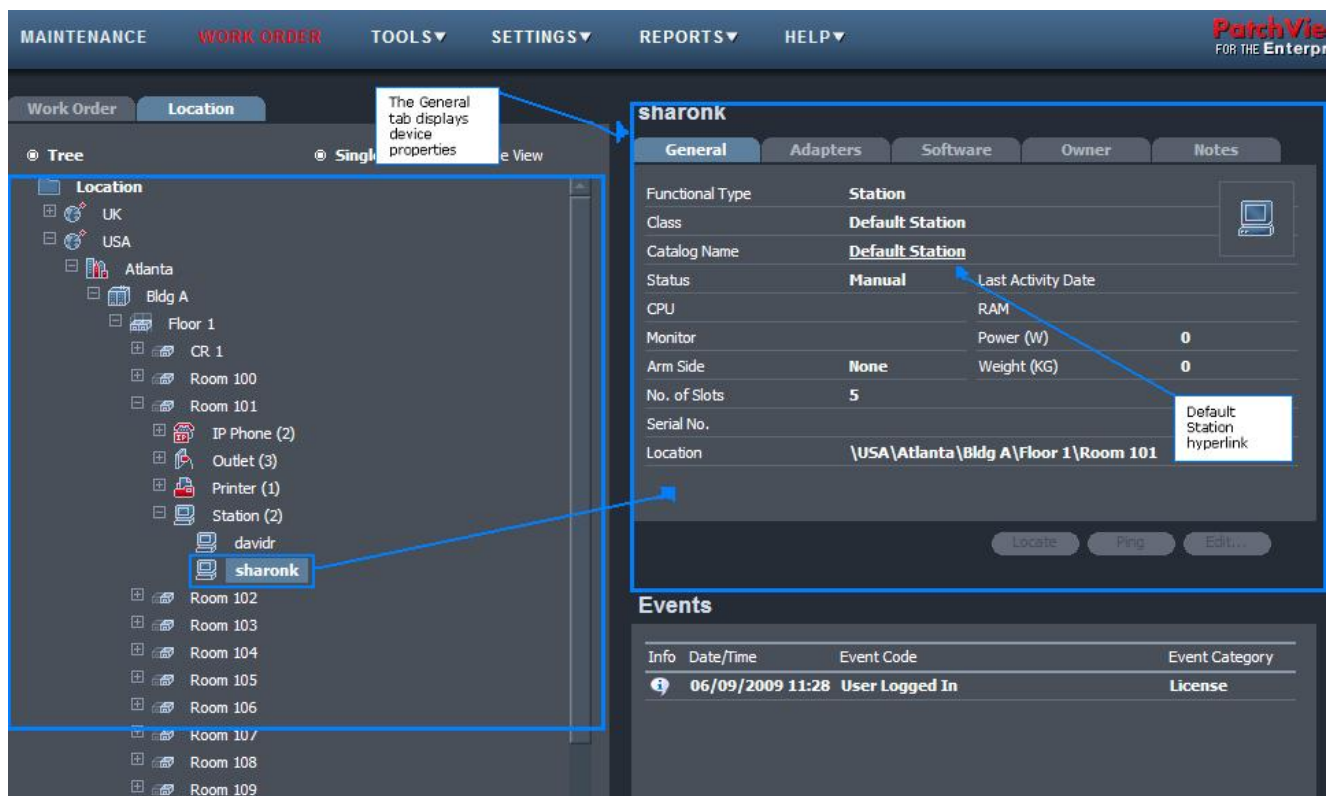 MAINTENANCE WORK ORDER TOOLS▼ SETTINGS▼ REPORTS▼ HELP▼
PatchVie
FOR THE Enterpr
Work Order Location
The General
tab displays
device
properties
Tree Singl e View
Location
UK
USA
Atlanta
Bldg A
Floor 1
CR 1
Room 100
Room 101
IP Phone (2)
Outlet (3)
Printer (1)
Station (2)
davidr
sharonk
Room 102
Room 103
Room 104
Room 105
Room 106
Room 107
Room 108
Room 109
sharonk
General Adapters Software Owner Notes
Functional Type Station
Class Default Station
Catalog Name Default Station
Status Manual Last Activity Date
CPU RAM
Monitor Power (W) 0
Arm Side None Weight (KG) 0
No. of Slots 5
Serial No.
Location \USA\Atlanta\Bldg A\Floor 1\Room 101
Default
Station
hyperlink
Locate Ping Edit...
Events
Info Date/Time Event Code Event Category
06/09/2009 11:28 User Logged In License